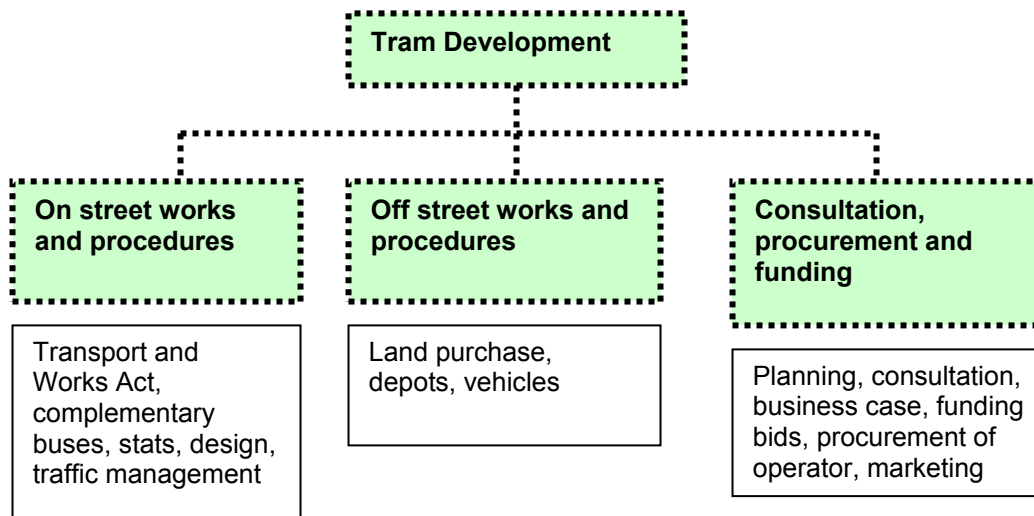 Tram Development
On street works
and procedures
Off street works and
procedures
Consultation,
procurement and
funding
Transport and
Works Act,
complementary
buses, stats, design,
traffic management
Land purchase,
depots, vehicles
Planning, consultation,
business case, funding
bids, procurement of
operator, marketing